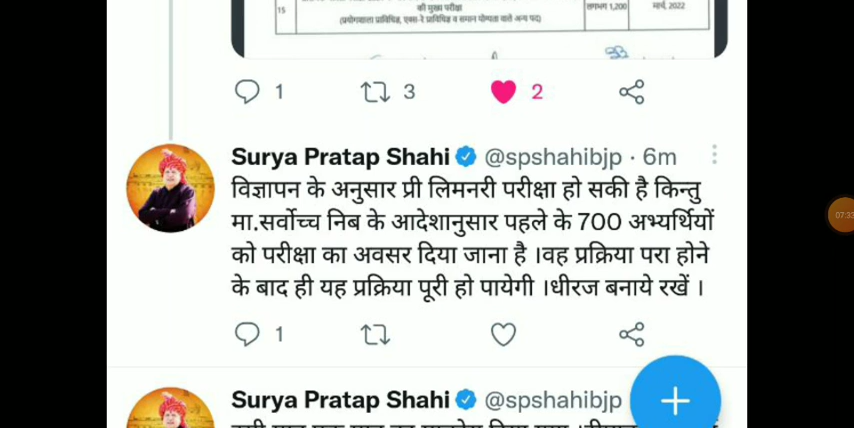 15
की मुख्य परीक्षा
लगभग 1,200
मार्च, 2022
(प्रयोगशाला प्राविधिज्ञ, एक्स-रे प्राविधिज्ञ व समान योग्यता वाले अन्य पद)
1 3 2
Surya Pratap Shahi @spshahibjp · 6m
विज्ञापन के अनुसार प्री लिमनरी परीक्षा हो सकी है किन्तु
मा.सर्वोच्च निब के आदेशानुसार पहले के 700 अभ्यर्थियों
को परीक्षा का अवसर दिया जाना है ।वह प्रक्रिया परा होने
के बाद ही यह प्रक्रिया पूरी हो पायेगी ।धीरज बनाये रखें ।
1
07:33
Surya Pratap Shahi @spshahibjp